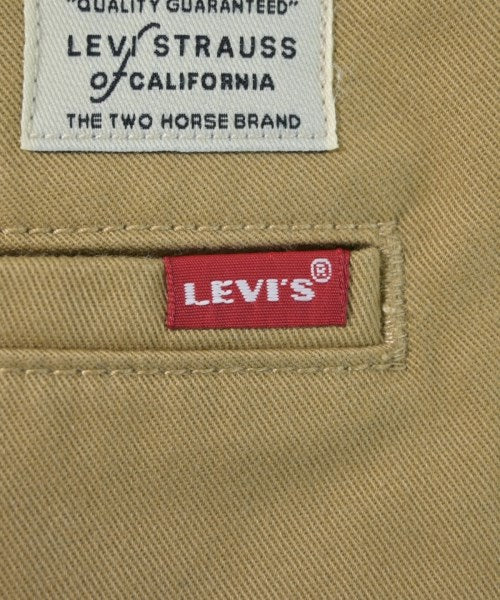 "QUALITY GUARANTEED"
LEVI STRAUSS
of CALIFORNIA
THE TWO HORSE BRAND
LEVI'S®